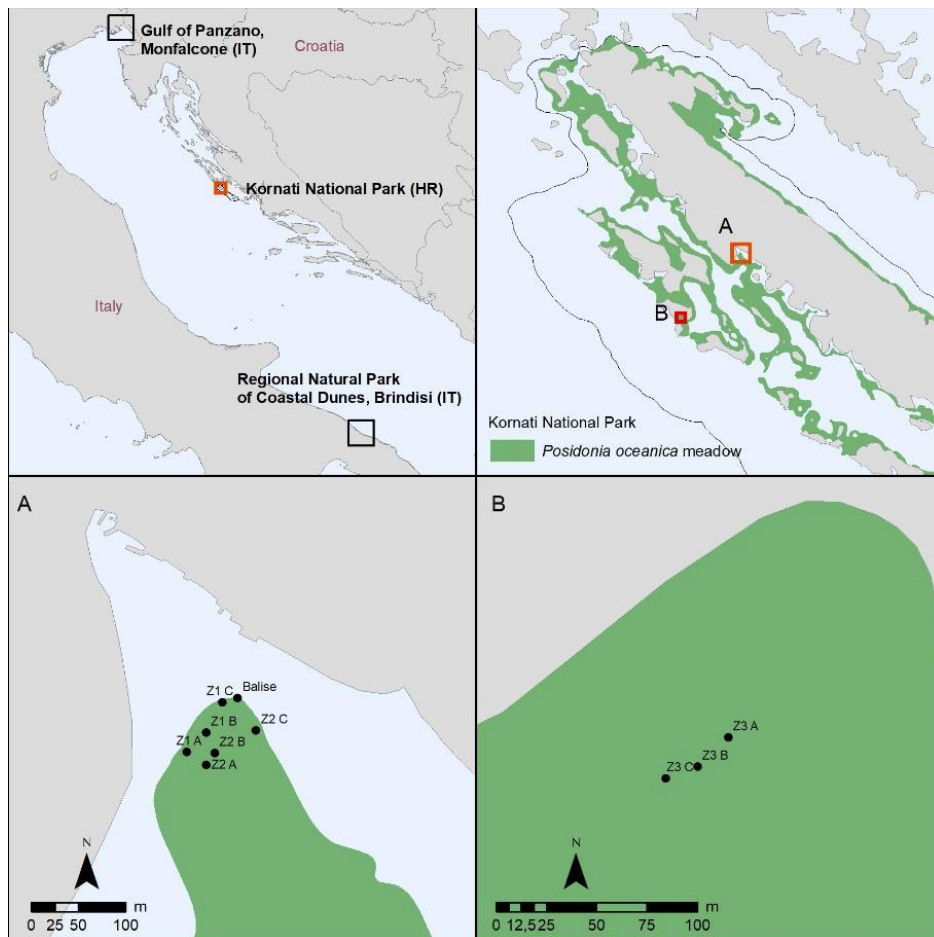 Gulf of Panzano,
Monfalcone (IT)
Croatia
Kornati National Park (HR)
Italy
Regional Natural Park
of Coastal Dunes, Brindisi (IT)
A
B
Kornati National Park
Posidonia oceanica meadow
A
Z1 C
Balise
Z1 B
Z2 C
Z1 A
Z2 B
Z2 A
N
m
0 25 50 100
B
Z3 A
Z3 B
Z3 C
N
m
0 12,5 25 50 75 100